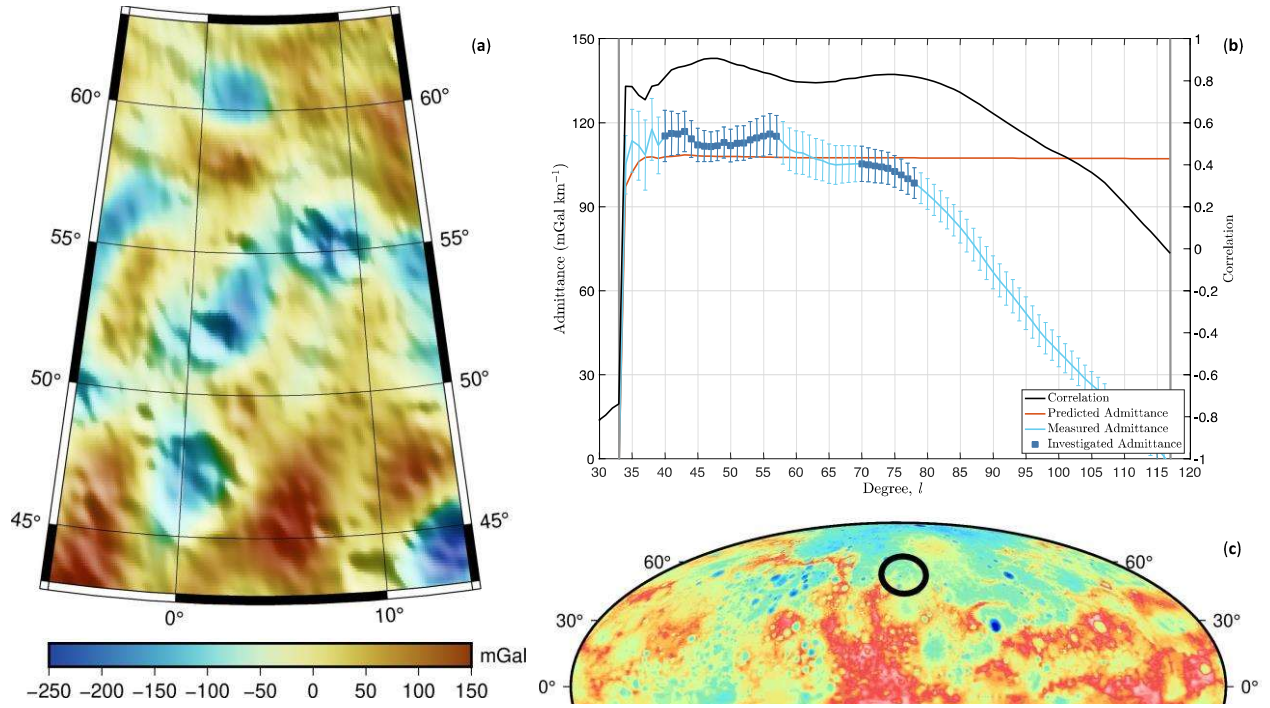 (a)
60°
60°
55°
55°
50°
50°
45°
45°
0°
10°
mGal
−250 −200 −150 −100 −50 0 50 100 150
(b)
150
120
90
60
30
0
Admittance (mGal km⁻¹)
1
0.8
0.6
0.4
0.2
0
-0.2
-0.4
-0.6
-0.8
-1
Correlation
Correlation
Predicted Admittance
Measured Admittance
Investigated Admittance
30 35 40 45 50 55 60 65 70 75 80 85 90 95 100 105 110 115 120
Degree, l
(c)
60°
60°
30°
30°
0°
0°